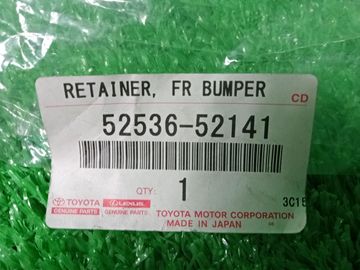 RETAINER, FR BUMPER
CD
52536-52141
QTY:
1
3C1E
TOYOTA LEXUS
GENUINE PARTS GENUINE PARTS
TOYOTA MOTOR CORPORATION
MADE IN JAPAN